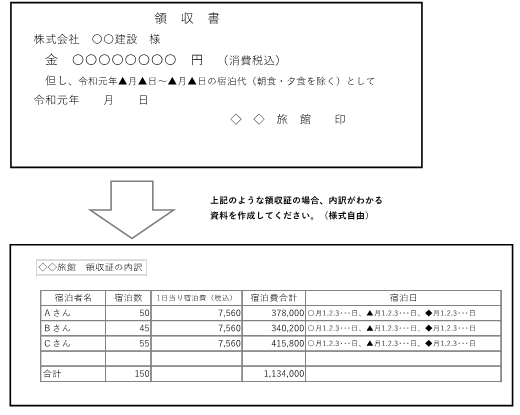 領 収 書
株式会社 〇〇建設 様
金 〇〇〇〇〇〇〇〇 円 （消費税込）
但し、令和元年▲月▲日～▲月▲日の宿泊代（朝食・夕食を除く）として
令和元年 月 日
◇ ◇ 旅 館 印
上記のような領収証の場合、内訳がわかる
資料を作成してください。（様式自由）
◇◇旅館 領収証の内訳
宿泊者名 宿泊数 1日当り宿泊費（税込） 宿泊費合計 宿泊日
Aさん 50 7,560 378,000 〇月1.2.3･･･日、▲月1.2.3･･･日、◆月1.2.3･･･日
Bさん 45 7,560 340,200 〇月1.2.3･･･日、▲月1.2.3･･･日、◆月1.2.3･･･日
Cさん 55 7,560 415,800 〇月1.2.3･･･日、▲月1.2.3･･･日、◆月1.2.3･･･日
合計 150 1,134,000